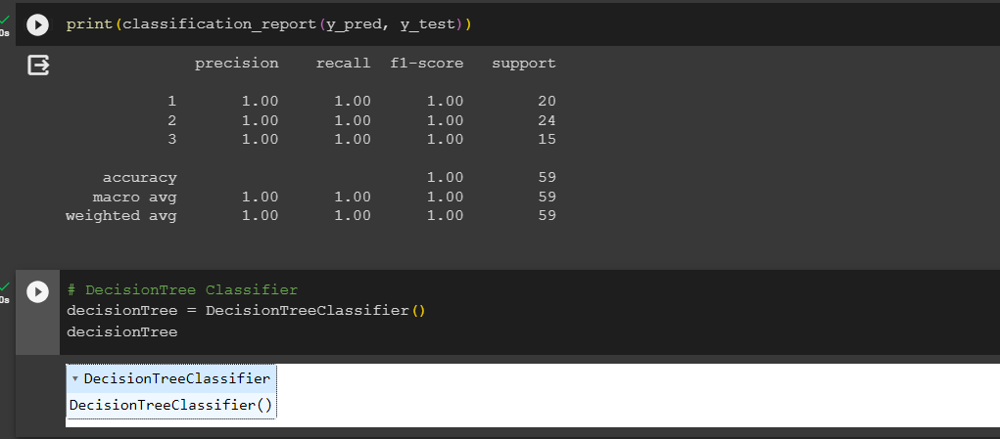 print(classification_report(y_pred, y_test))
0s
precision recall f1-score support
1 1.00 1.00 1.00 20
2 1.00 1.00 1.00 24
3 1.00 1.00 1.00 15
accuracy 1.00 59
macro avg 1.00 1.00 1.00 59
weighted avg 1.00 1.00 1.00 59
# DecisionTree Classifier
0s
decisionTree = DecisionTreeClassifier()
decisionTree
▾ DecisionTreeClassifier
DecisionTreeClassifier()